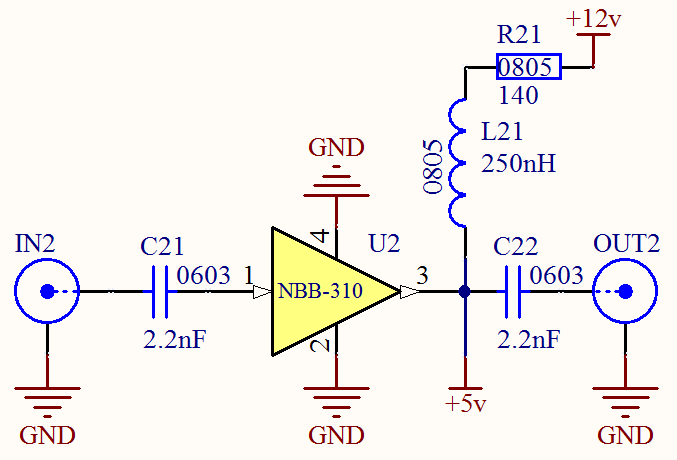 +12v
R21
0805
140
L21
250nH
0805
GND
4
U2
IN2
C21
0603
2.2nF
1
NBB-310
3
C22
0603
2.2nF
OUT2
2
+5v
GND
GND
GND